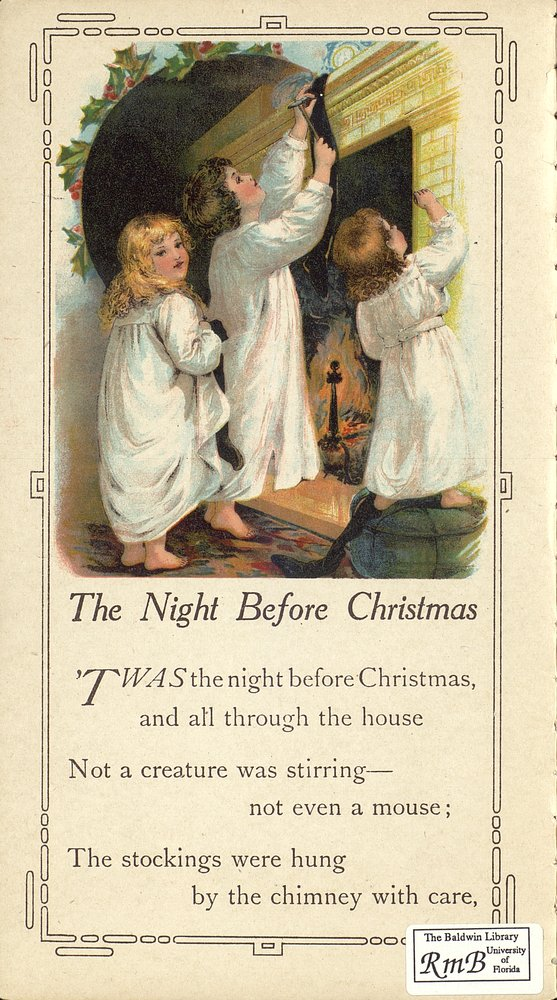 The Night Before Christmas
'TWAS the night before Christmas,
and all through the house
Not a creature was stirring—
not even a mouse;
The stockings were hung
by the chimney with care,
The Baldwin Library
RmB University
of
Florida